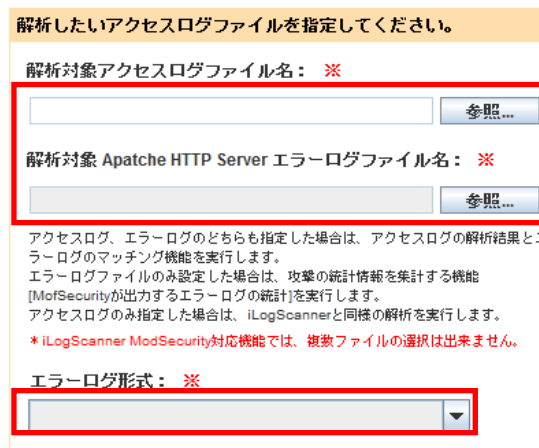 解析したいアクセスログファイルを指定してください。
解析対象アクセスログファイル名： ※
参照...
解析対象 Apatche HTTP Server エラーログファイル名： ※
参照...
アクセスログ、エラーログのどちらも指定した場合は、アクセスログの解析結果と
ラーログのマッチング機能を実行します。
エラーログファイルのみ設定した場合は、攻撃の統計情報を集計する機能
[MofSecurityが出力するエラーログの統計]を実行します。
アクセスログのみ指定した場合は、iLogScannerと同様の解析を実行します。
* iLogScanner ModSecurity対応機能では、複数ファイルの選択は出来ません。
エラーログ形式： ※